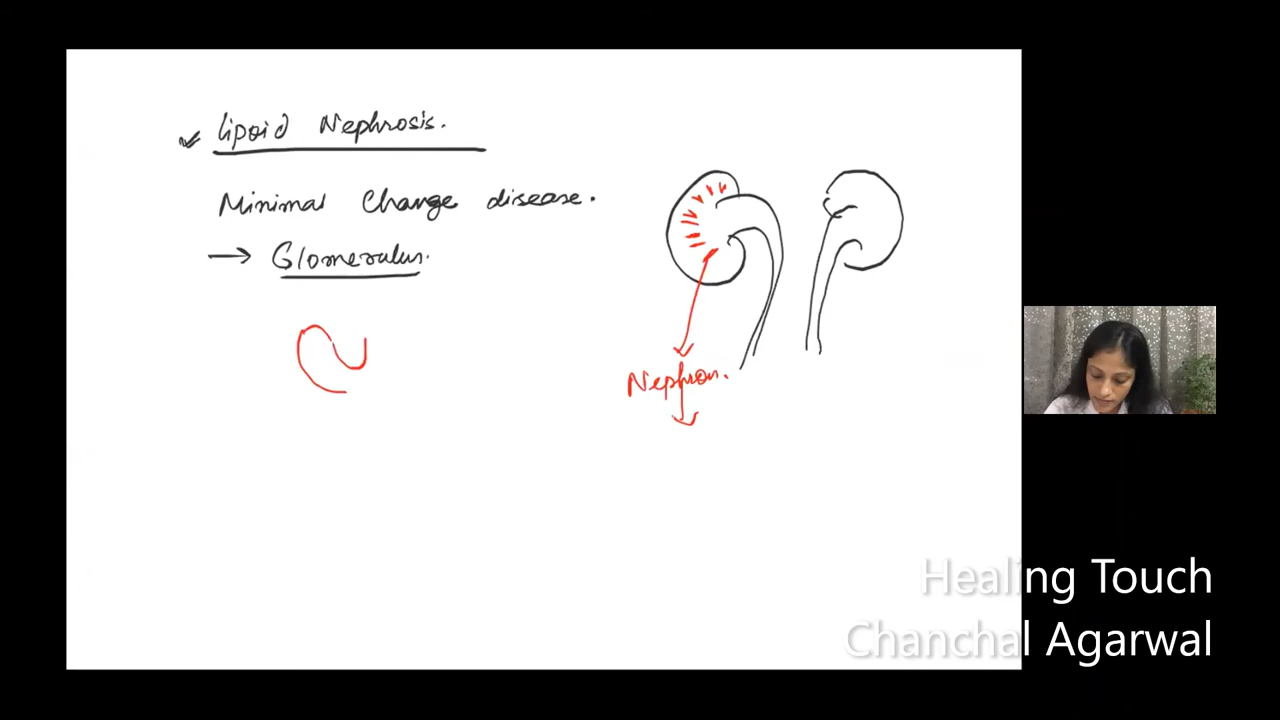 Lipoid Nephrosis.
Minimal Change disease.
→ Glomerulus.
Nephron.
Healing Touch
Chanchal Agarwal